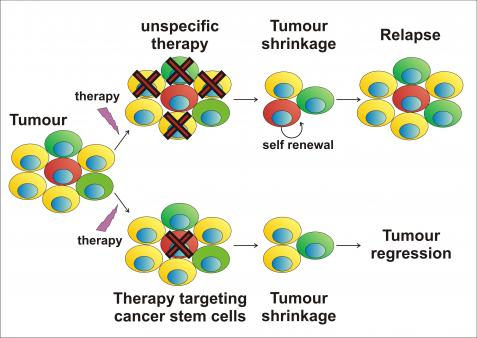 unspecific
therapy
Tumour
shrinkage
Relapse
therapy
Tumour
self renewal
therapy
Therapy targeting
cancer stem cells
Tumour
shrinkage
Tumour
regression